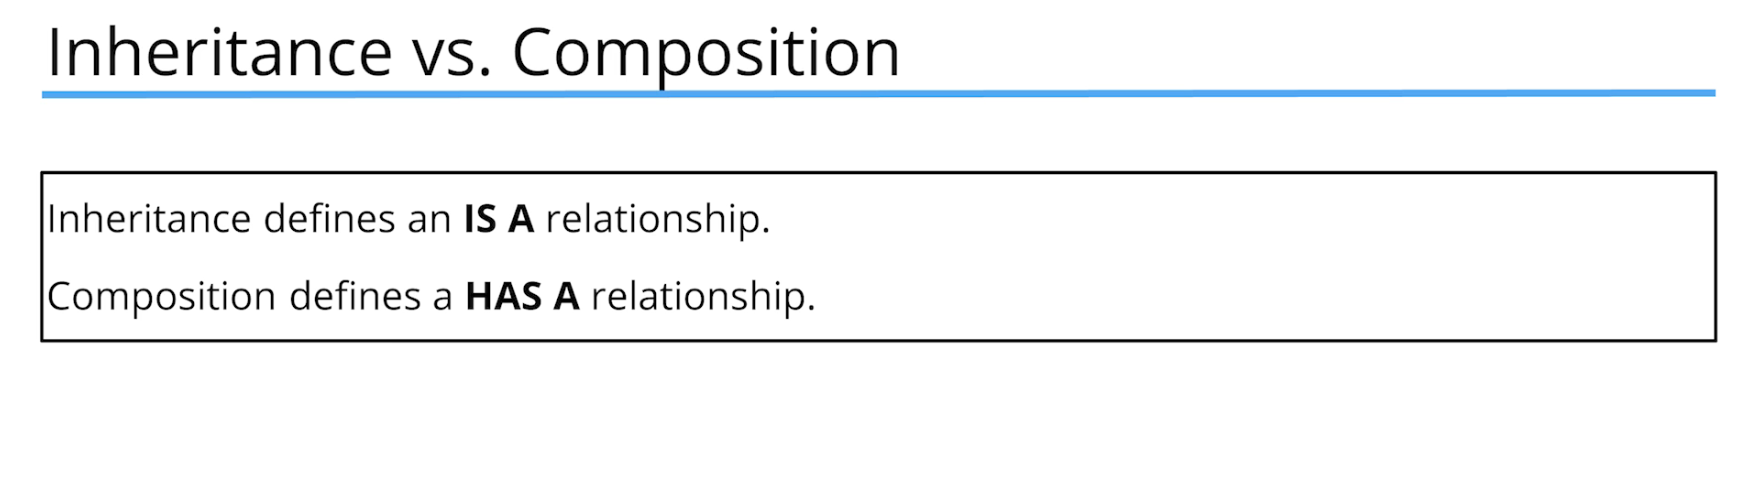 Inheritance vs. Composition
Inheritance defines an IS A relationship.
Composition defines a HAS A relationship.